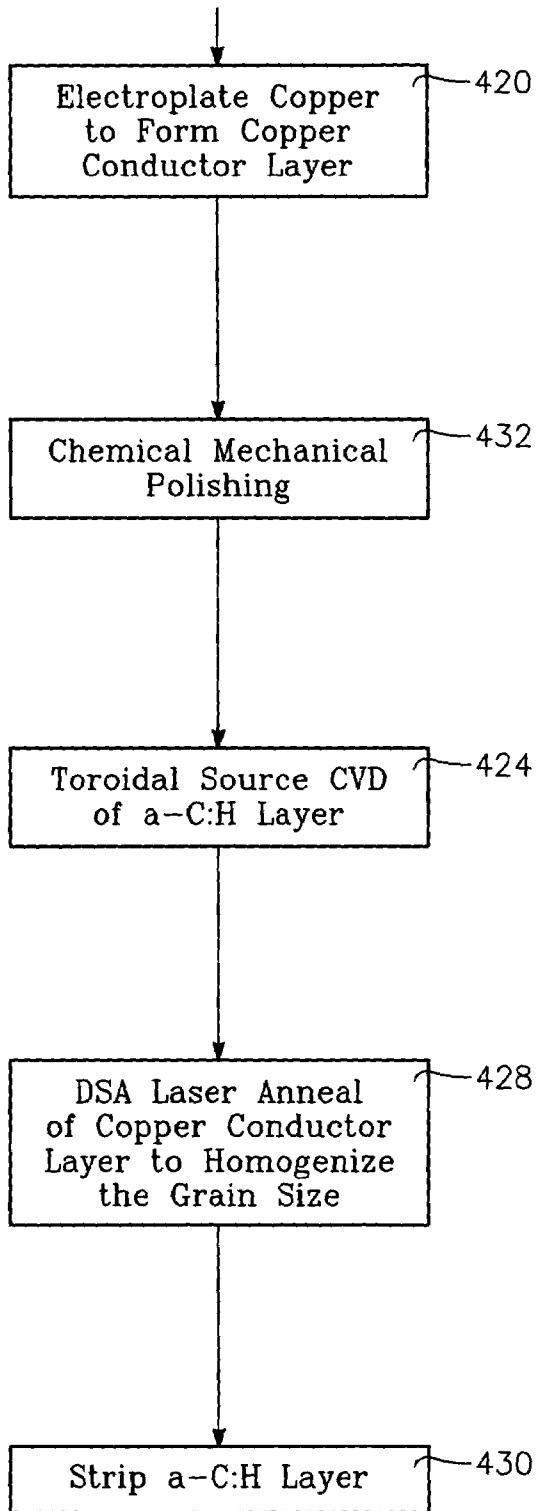 Electroplate Copper
to Form Copper
Conductor Layer
420
Chemical Mechanical
Polishing
432
Toroidal Source CVD
of a-C:H Layer
424
DSA Laser Anneal
of Copper Conductor
Layer to Homogenize
the Grain Size
428
Strip a-C:H Layer
430